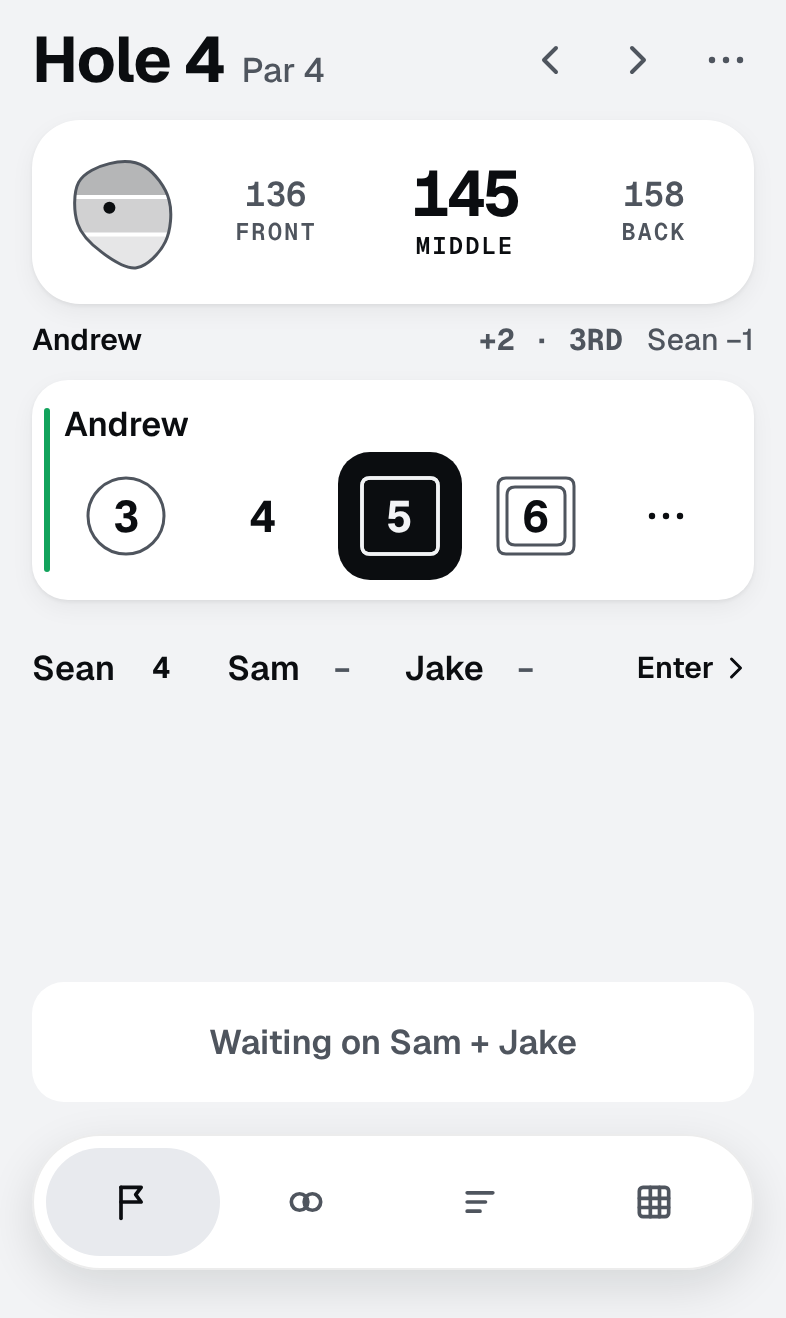 Hole 4 Par 4
136 145 158
FRONT MIDDLE BACK
Andrew +2 · 3RD Sean −1
Andrew
3 4 5 6 ...
Sean 4 Sam – Jake – Enter >
Waiting on Sam + Jake